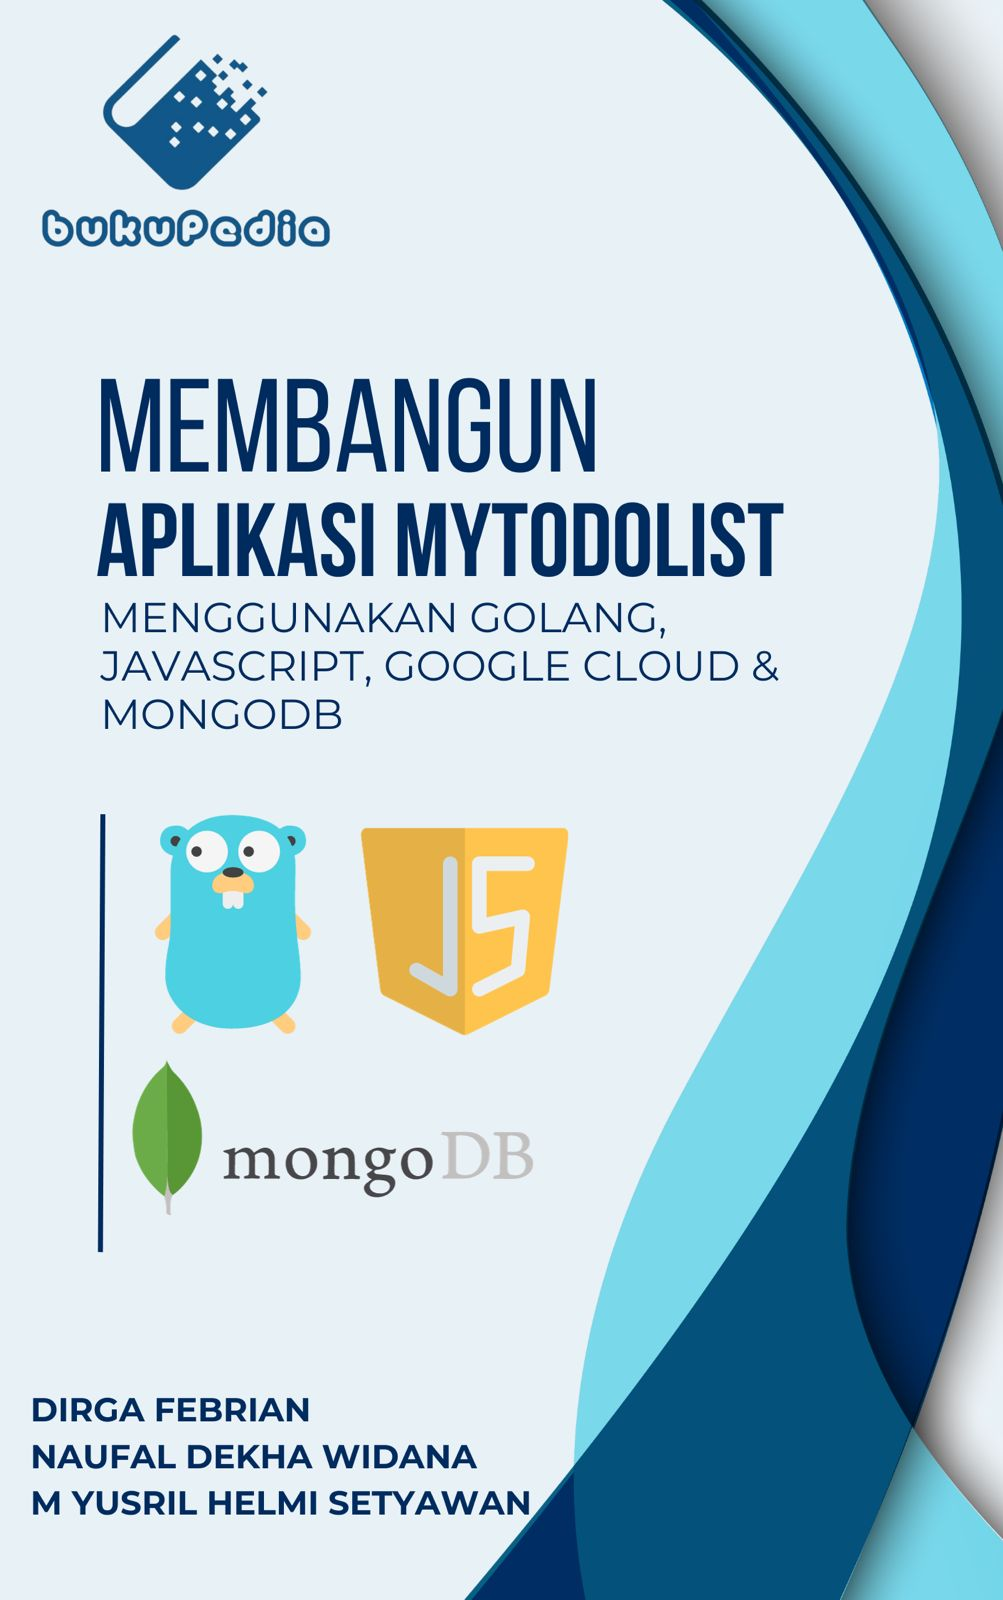 bukuPedia
MEMBANGUN
APLIKASI MYTODOLIST
MENGGUNAKAN GOLANG,
JAVASCRIPT, GOOGLE CLOUD &
MONGODB
JS
mongoDB
DIRGA FEBRIAN
NAUFAL DEKHA WIDANA
M YUSRIL HELMI SETYAWAN